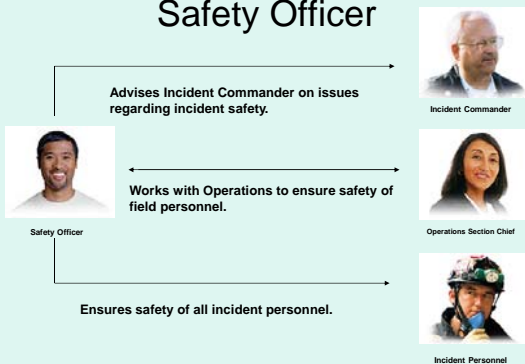 Safety Officer
Advises Incident Commander on issues
regarding incident safety.
Incident Commander
Works with Operations to ensure safety of
field personnel.
Safety Officer
Operations Section Chief
Ensures safety of all incident personnel.
Incident Personnel